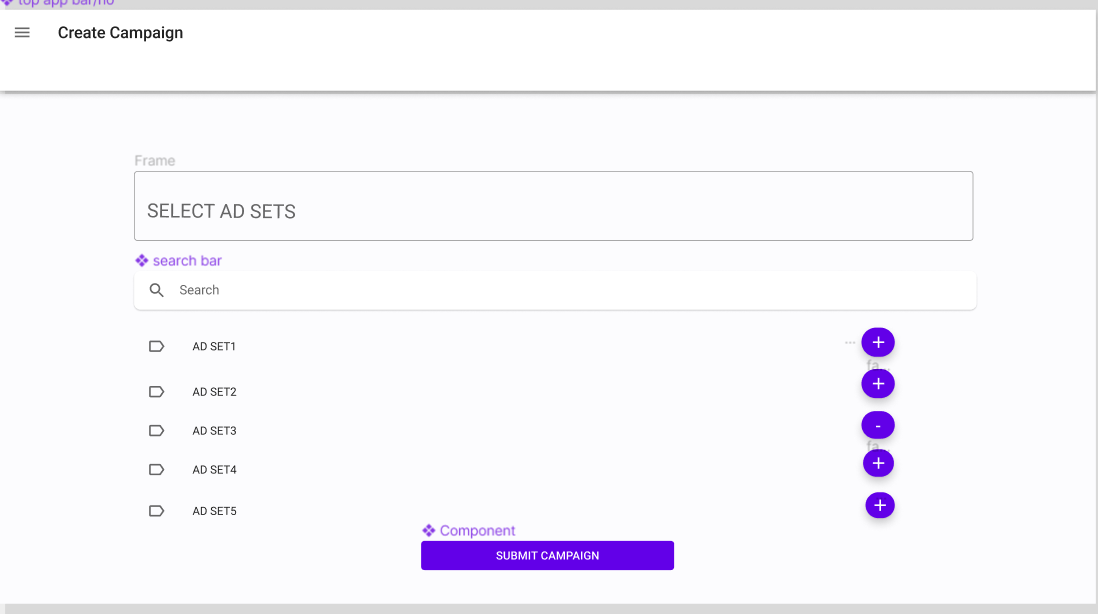 top app bar/no
Create Campaign
Frame
SELECT AD SETS
search bar
Search
AD SET1
... +
fa...
AD SET2
+
AD SET3
-
fa...
AD SET4
+
AD SET5
+
Component
SUBMIT CAMPAIGN